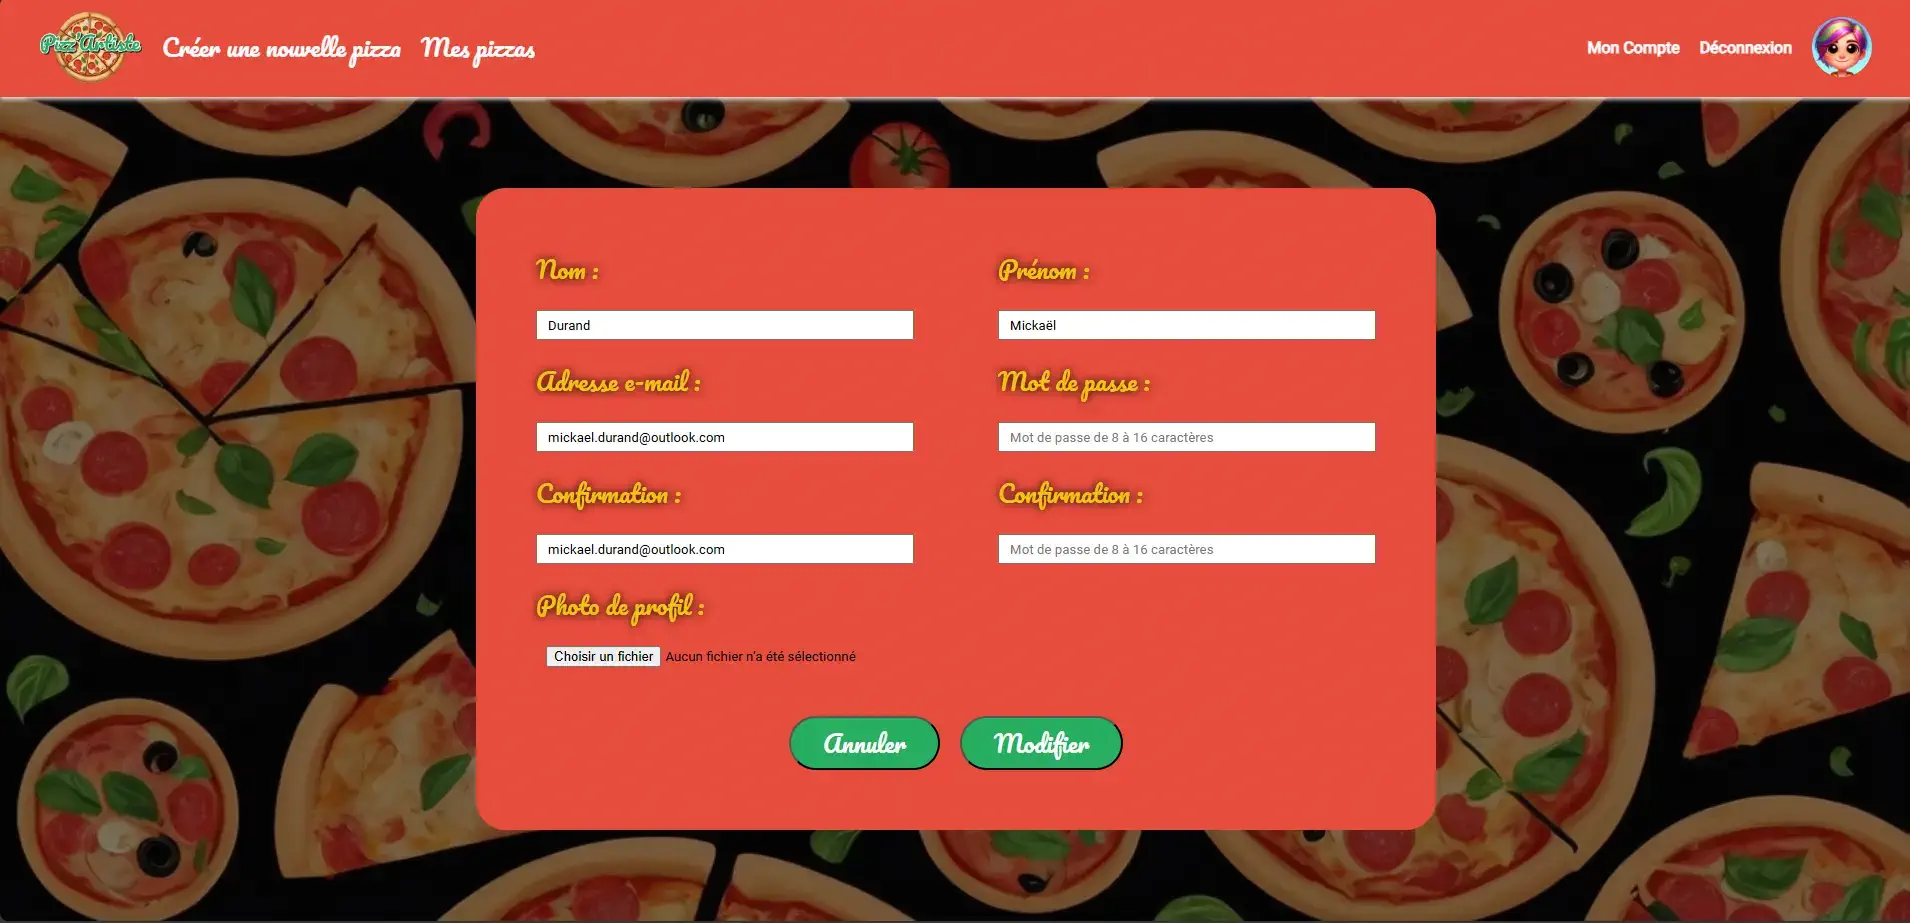 Pizz'Artiste
Créer une nouvelle pizza
Mes pizzas
Mon Compte
Déconnexion
Nom :
Prénom :
Durand
Mickaël
Adresse e-mail :
Mot de passe :
mickael.durand@outlook.com
Mot de passe de 8 à 16 caractères
Confirmation :
Confirmation :
mickael.durand@outlook.com
Mot de passe de 8 à 16 caractères
Photo de profil :
Choisir un fichier Aucun fichier n'a été sélectionné
Annuler
Modifier